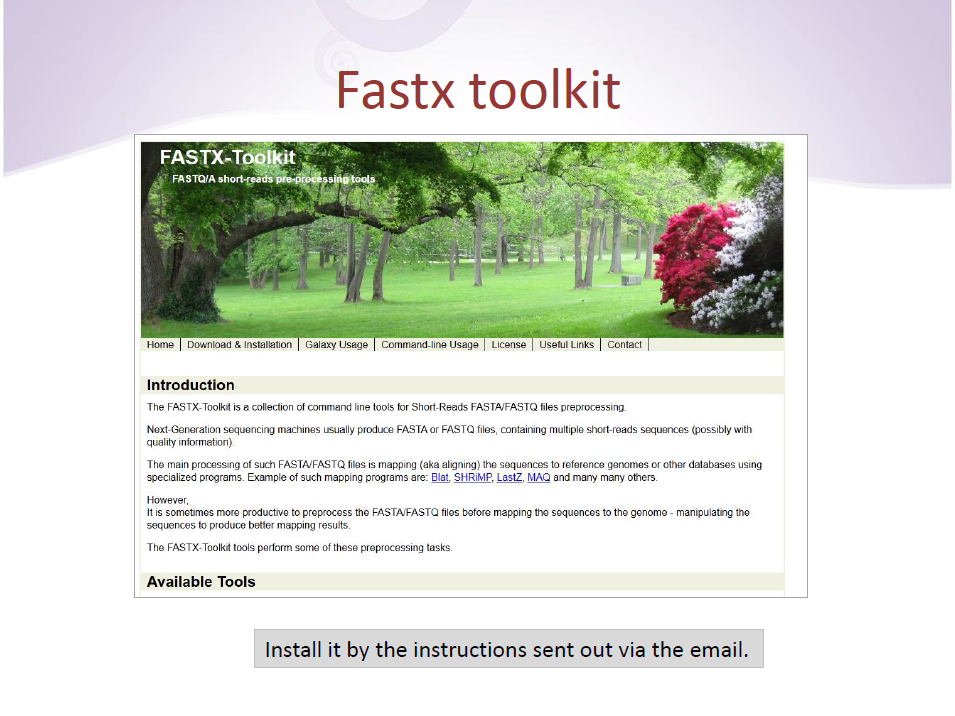 Fastx toolkit
FASTX-Toolkit
FASTQ/A short-reads pre-processing tools
Home | Download & Installation | Galaxy Usage | Command-line Usage | License | Useful Links | Contact |
Introduction
The FASTX-Toolkit is a collection of command line tools for Short-Reads FASTA/FASTQ files preprocessing.
Next-Generation sequencing machines usually produce FASTA or FASTQ files, containing multiple short-reads sequences (possibly with
quality information).
The main processing of such FASTA/FASTQ files is mapping (aka aligning) the sequences to reference genomes or other databases using
specialized programs. Example of such mapping programs are: Blat, SHRiMP, LastZ, MAQ and many many others.
However,
It is sometimes more productive to preprocess the FASTA/FASTQ files before mapping the sequences to the genome - manipulating the
sequences to produce better mapping results.
The FASTX-Toolkit tools perform some of these preprocessing tasks.
Available Tools
Install it by the instructions sent out via the email.